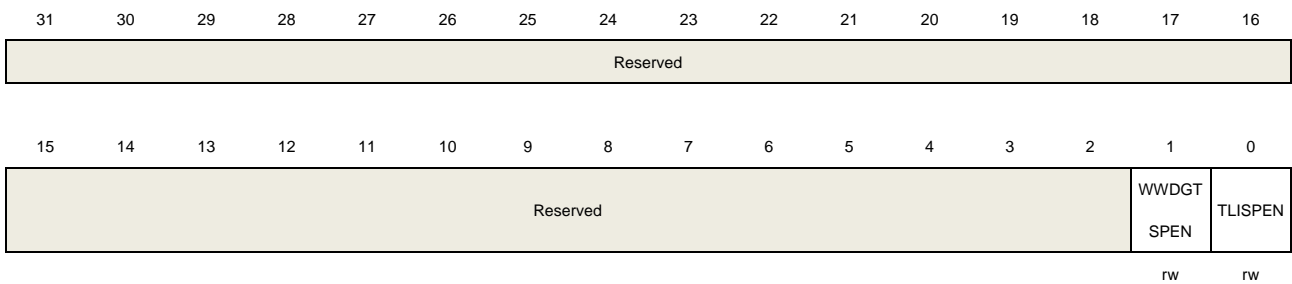 31 30 29 28 27 26 25 24 23 22 21 20 19 18 17 16
Reserved
15 14 13 12 11 10 9 8 7 6 5 4 3 2 1 0
Reserved
WWDGT
SPEN
TLISPEN
rw rw